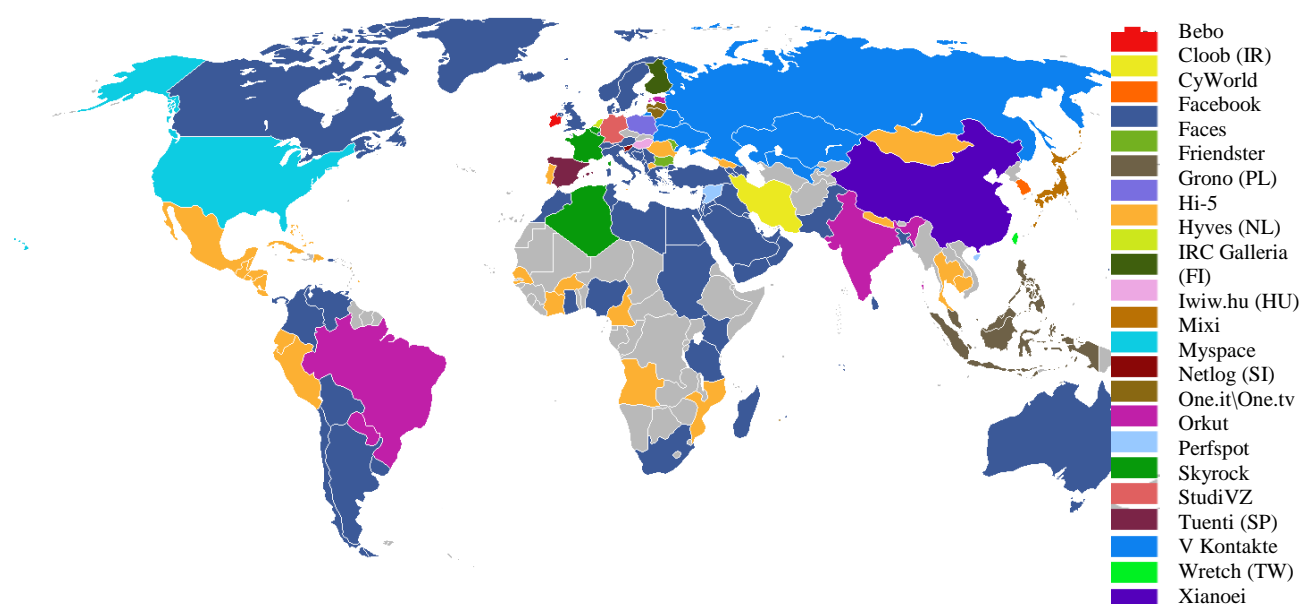 Bebo
Cloob (IR)
CyWorld
Facebook
Faces
Friendster
Grono (PL)
Hi-5
Hyves (NL)
IRC Galleria
(FI)
Iwiw.hu (HU)
Mixi
Myspace
Netlog (SI)
One.it\One.tv
Orkut
Perfspot
Skyrock
StudiVZ
Tuenti (SP)
V Kontakte
Wretch (TW)
Xianoei